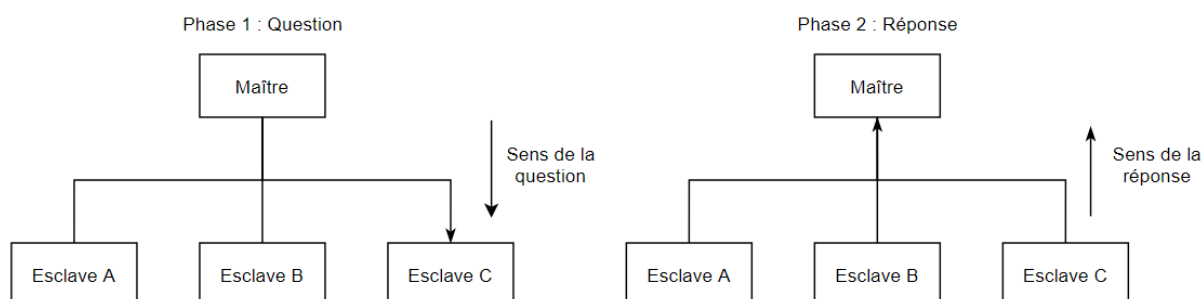 Phase 1 : Question
Maître
Sens de la
question
Esclave A
Esclave B
Esclave C
Phase 2 : Réponse
Maître
Sens de la
réponse
Esclave A
Esclave B
Esclave C